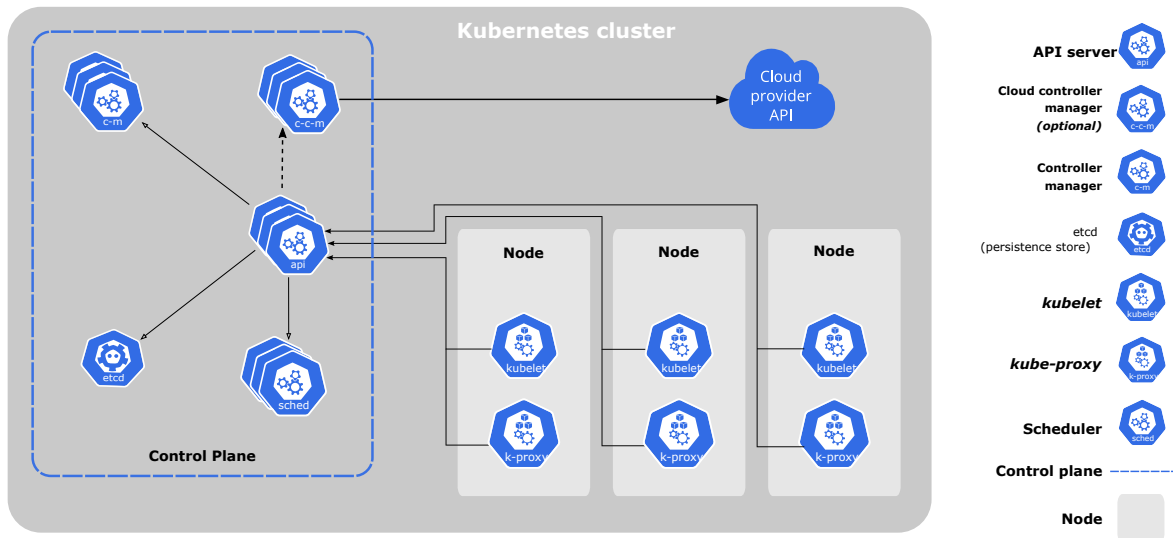 Kubernetes cluster
c-m
c-c-m
Cloud
provider
API
api
etcd
sched
Control Plane
Node
Node
Node
kubelet
kubelet
kubelet
k-proxy
k-proxy
k-proxy
API server
api
Cloud controller
manager
(optional)
c-c-m
Controller
manager
c-m
etcd
(persistence store)
etcd
kubelet
kubelet
kube-proxy
k-proxy
Scheduler
sched
Control plane
Node